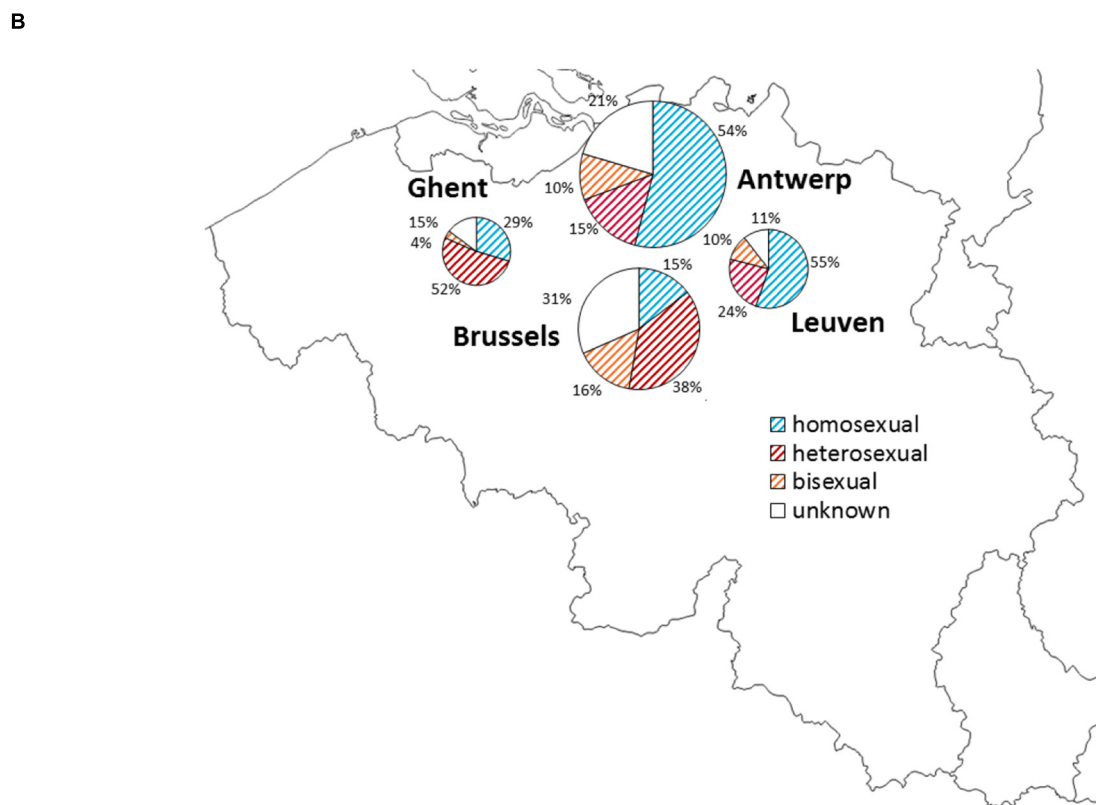 B
21%
54%
Ghent
Antwerp
10%
15%
29%
15%
4%
52%
11%
10%
55%
24%
Leuven
15%
31%
Brussels
16%
38%
homosexual
heterosexual
bisexual
unknown